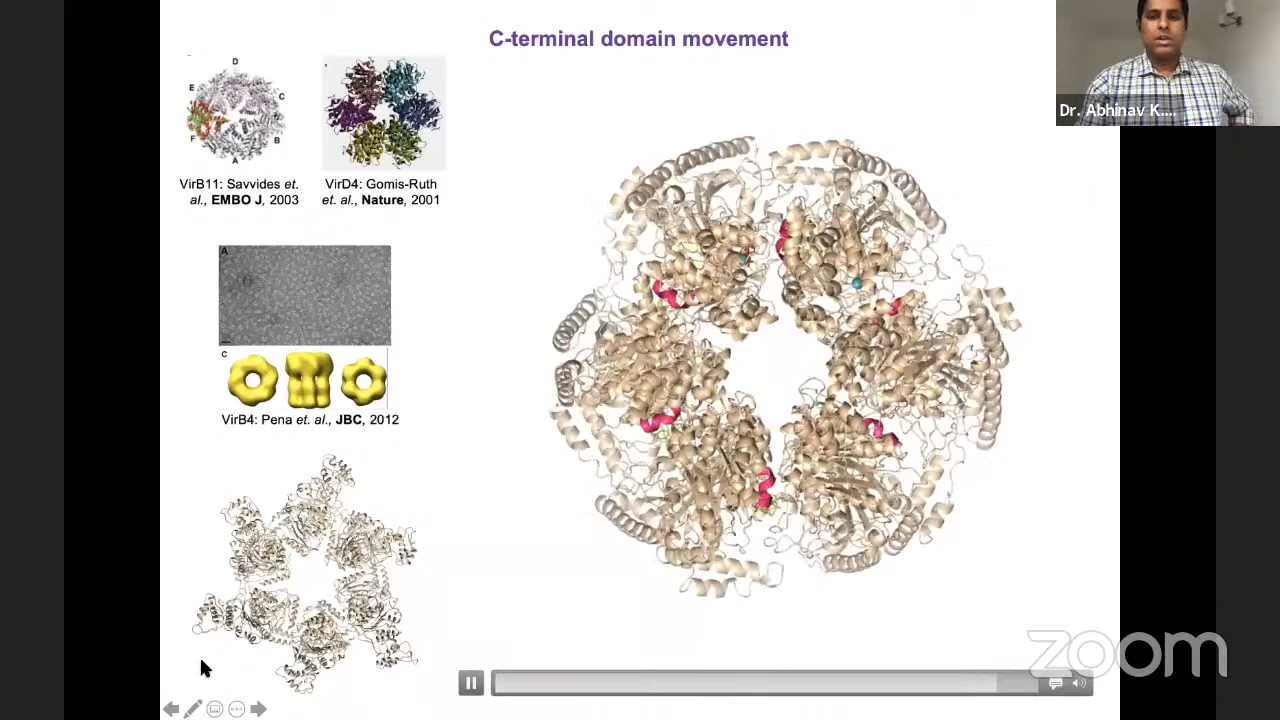 C-terminal domain movement
Dr. Abhinav K....
D
E
C
F
B
A
c
VirB11: Savvides et.
al., EMBO J, 2003
VirD4: Gomis-Ruth
et. al., Nature, 2001
A
C
VirB4: Pena et. al., JBC, 2012
zoom